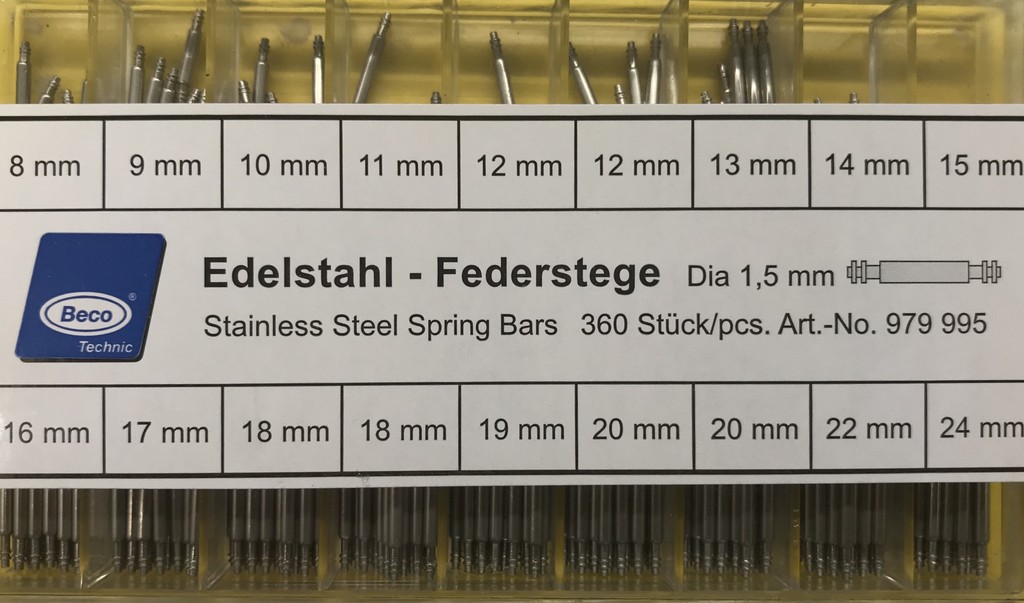 8 mm 9 mm 10 mm 11 mm 12 mm 12 mm 13 mm 14 mm 15 mm
Edelstahl - Federstege Dia 1,5 mm
Beco ®
Technic
Stainless Steel Spring Bars 360 Stück/pcs. Art.-No. 979 995
16 mm 17 mm 18 mm 18 mm 19 mm 20 mm 20 mm 22 mm 24 mm